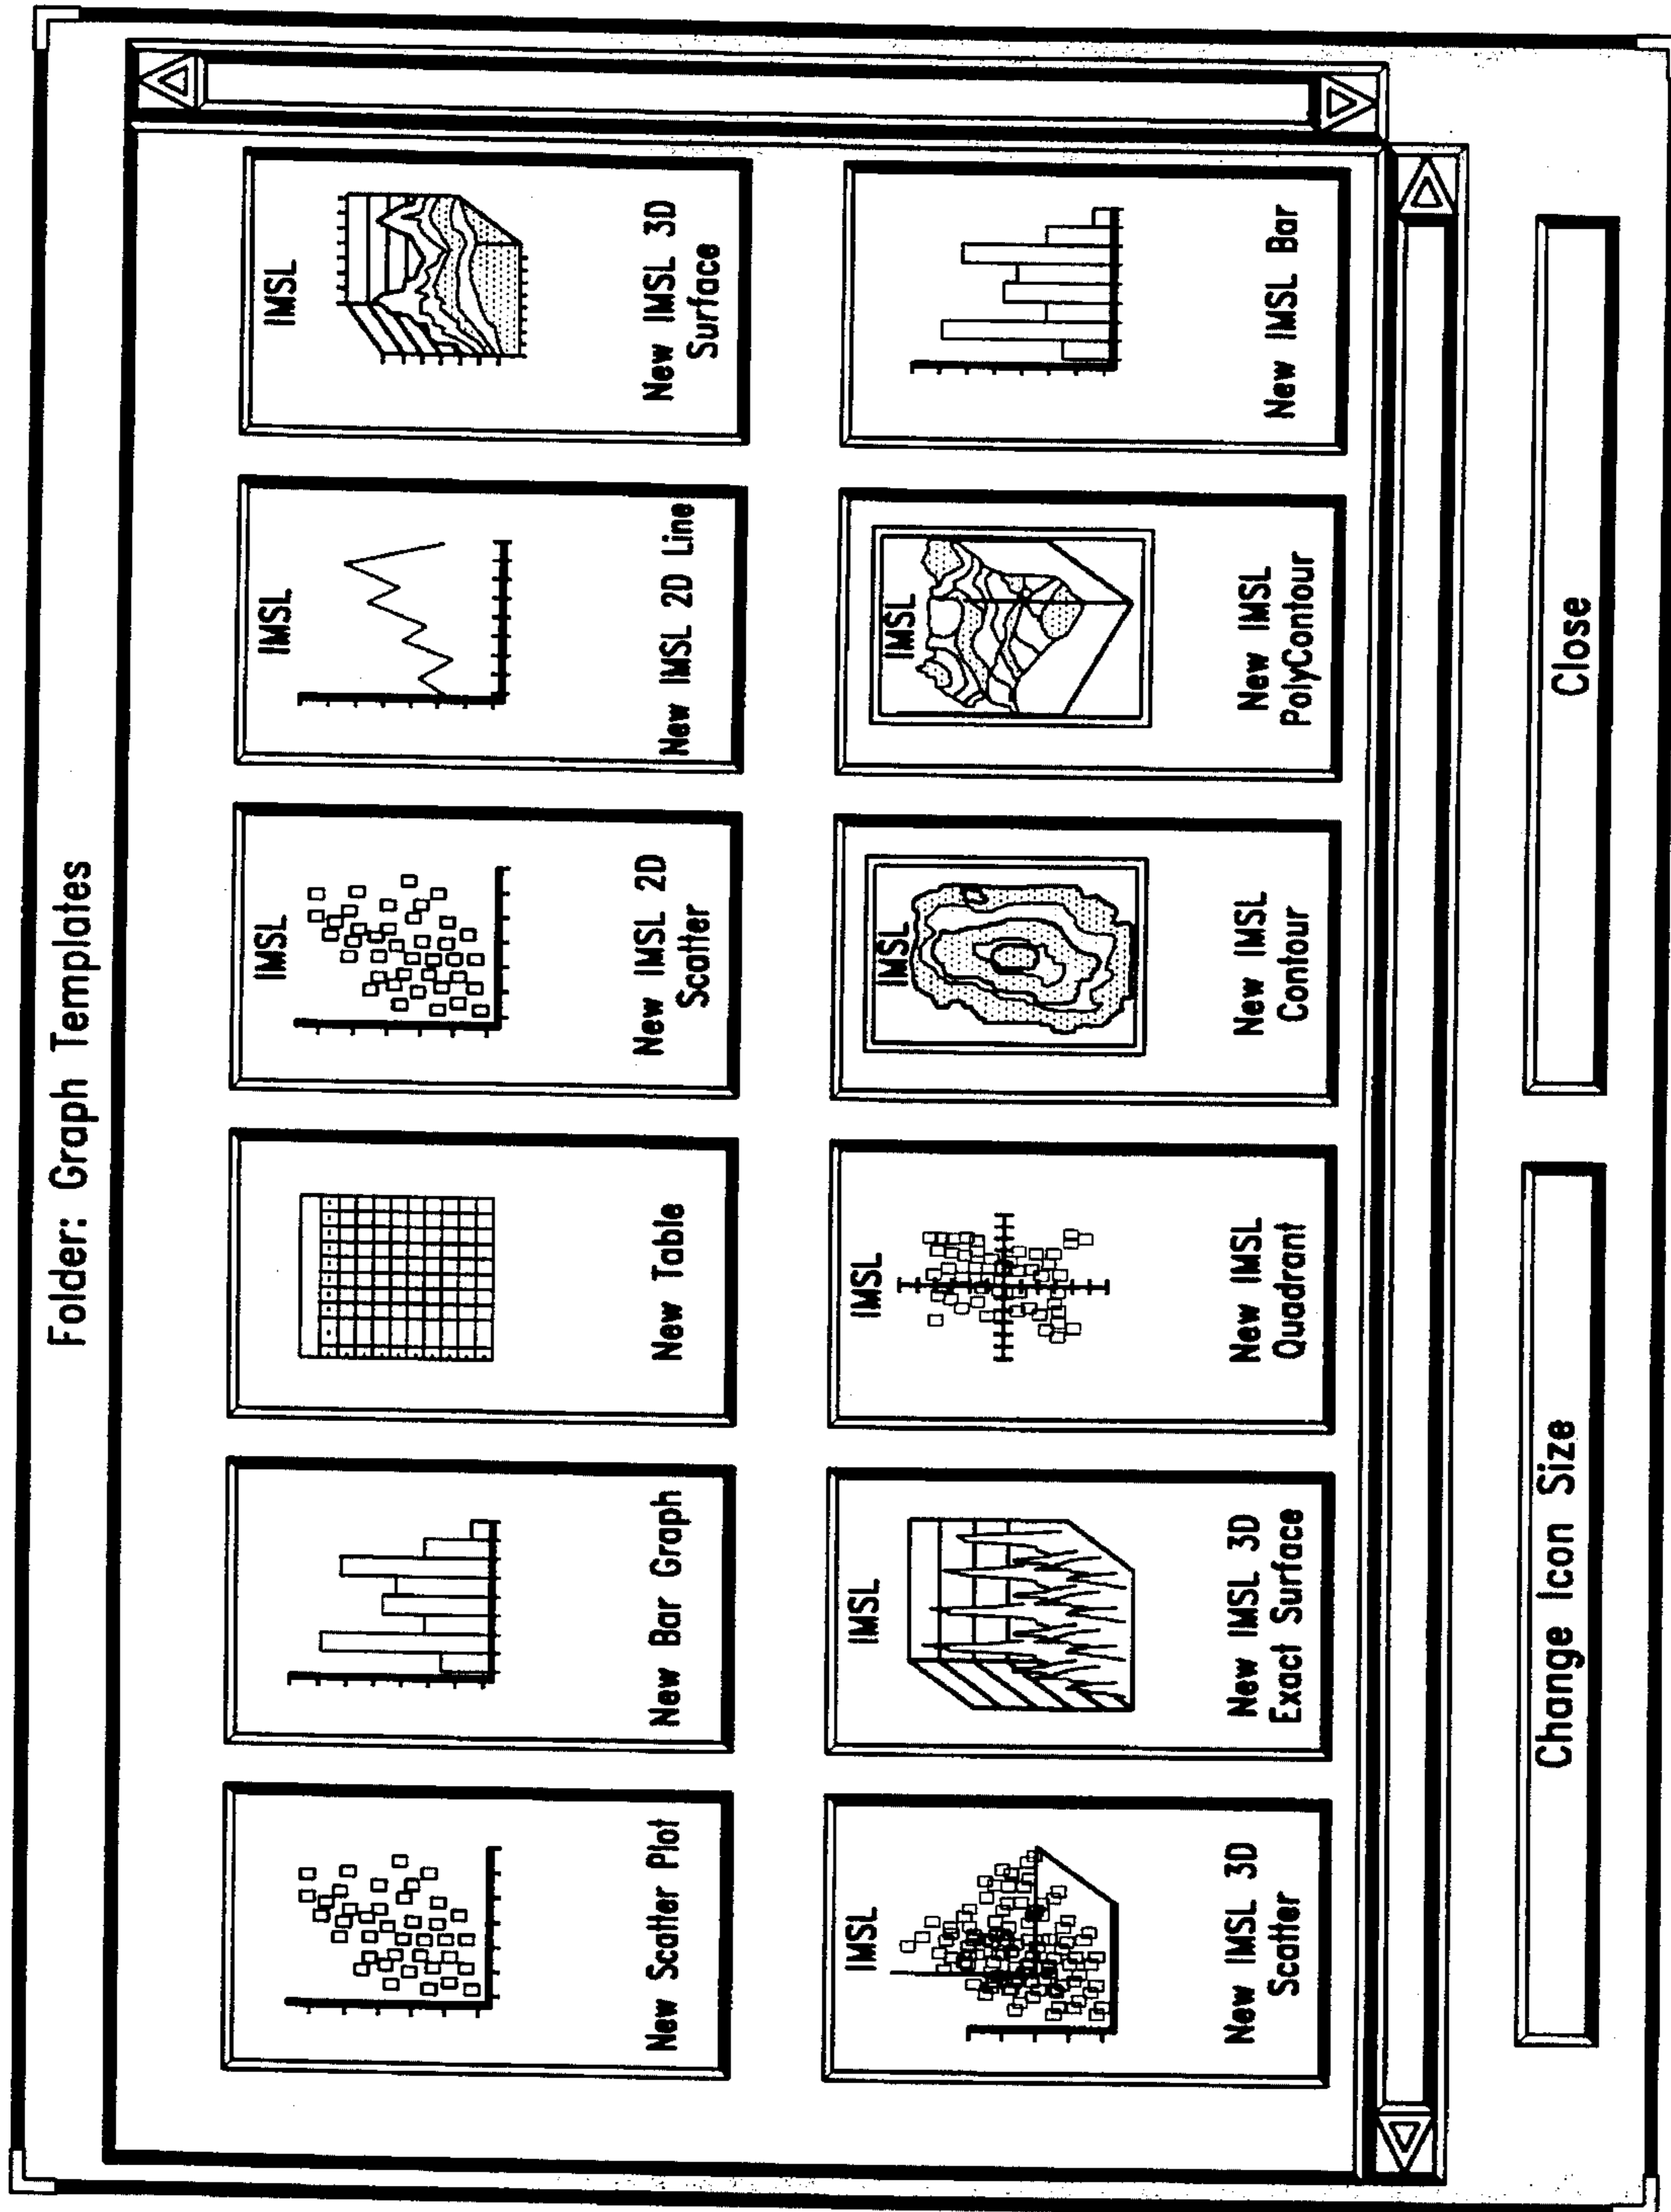 Folder: Graph Templates
New Scatter Plot
New Bar Graph
New Table
IMSL
New IMSL 2D
Scatter
IMSL
New IMSL 2D Line
IMSL
New IMSL 3D
Surface
IMSL
New IMSL 3D
Scatter
IMSL
New IMSL 3D
Exact Surface
IMSL
New IMSL
Quadrant
IMSL
New IMSL
Contour
IMSL
New IMSL
PolyContour
New IMSL Bar
Change Icon Size
Close